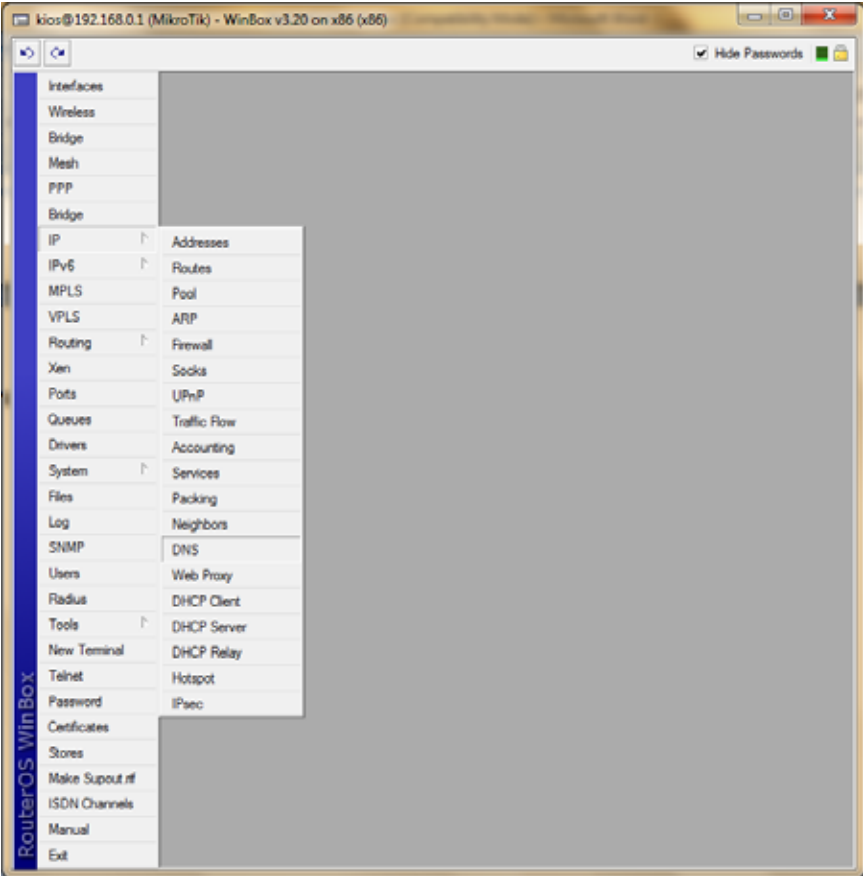 kios@192.168.0.1 (MikroTik) - WinBox v3.20 on x86 (x86)
Hide Passwords
Interfaces
Wireless
Bridge
Mesh
PPP
Bridge
IP
IPv6
MPLS
VPLS
Routing
Xen
Ports
Queues
Drivers
System
Files
Log
SNMP
Users
Radius
Tools
New Terminal
Telnet
Password
Certificates
Stores
Make Supout.rif
ISDN Channels
Manual
Exit
Addresses
Routes
Pool
ARP
Firewall
Socks
UPnP
Traffic Flow
Accounting
Services
Packing
Neighbors
DNS
Web Proxy
DHCP Client
DHCP Server
DHCP Relay
Hotspot
IPsec
RouterOS WinBox